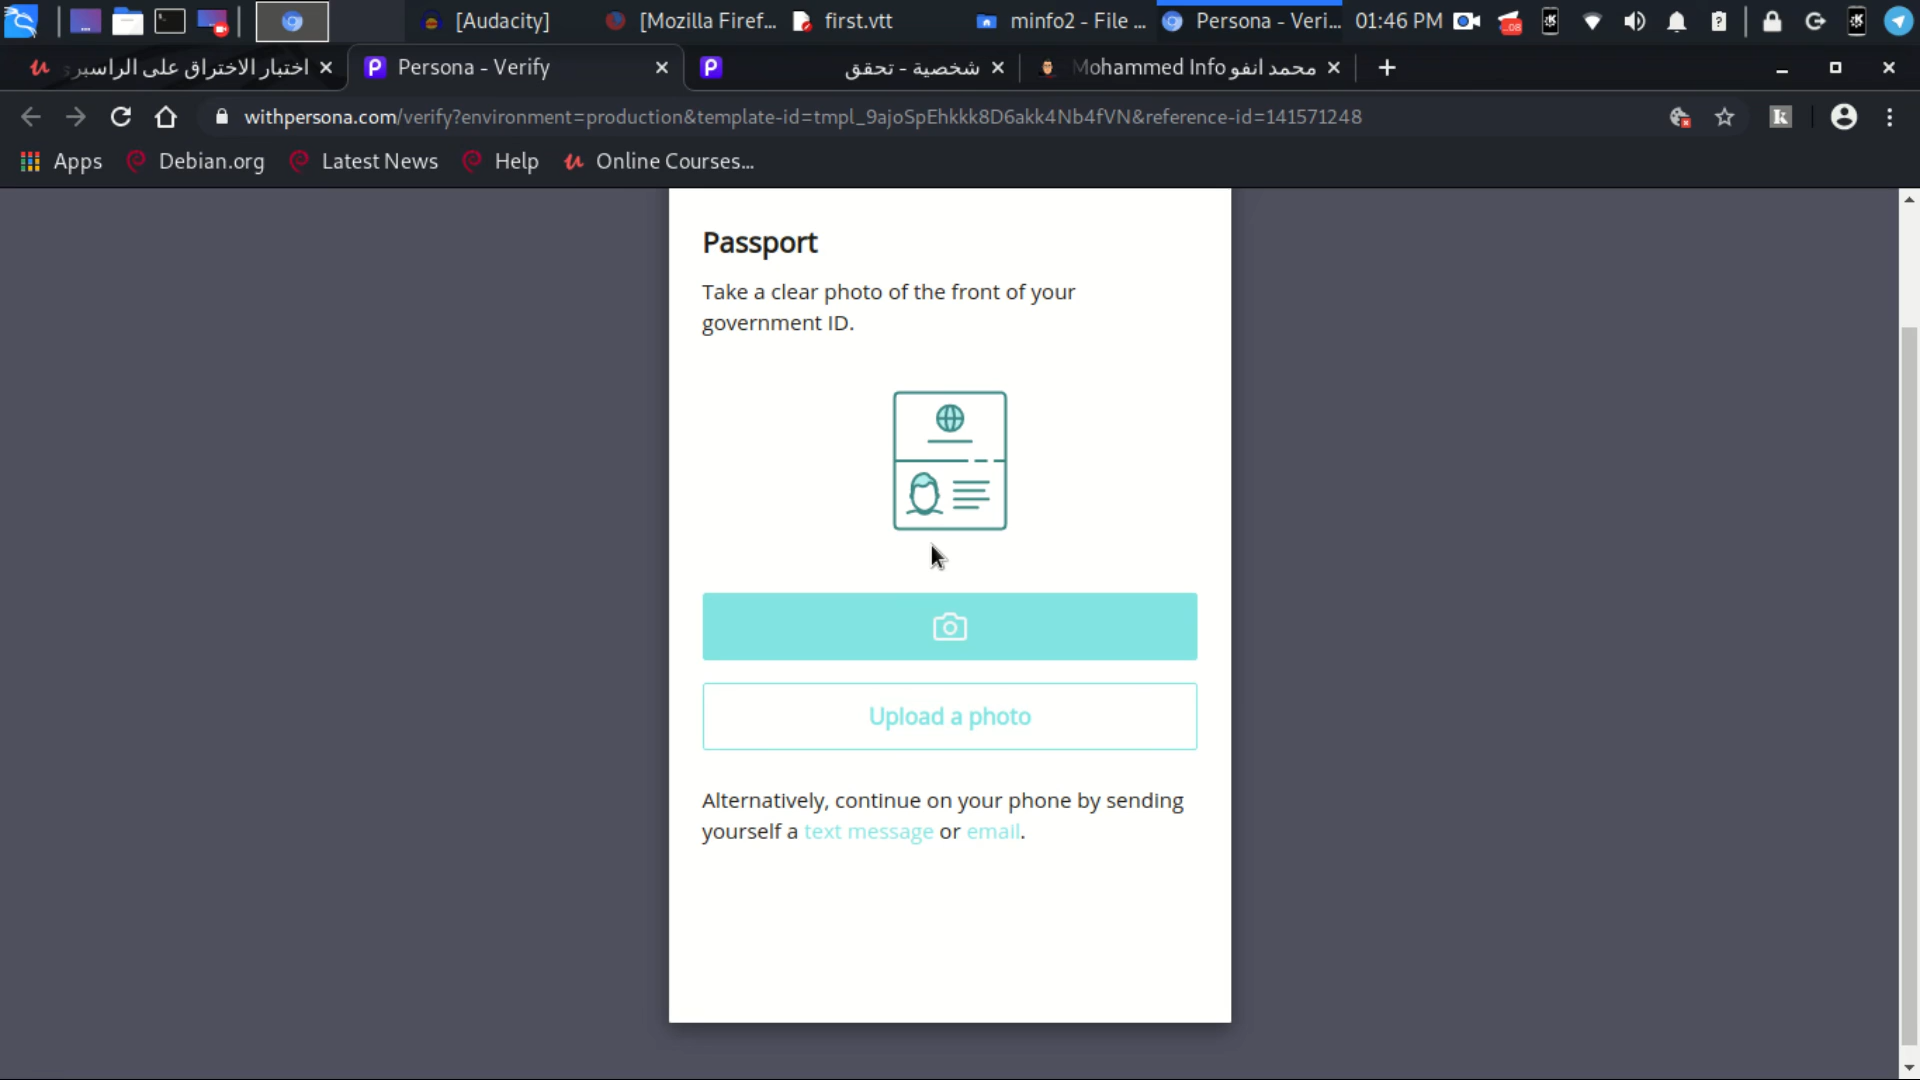 [Audacity]
[Mozilla Firef...
first.vtt
minfo2 - File ...
Persona - Veri...
01:46 PM
اختبار الاختراق على الراسبري
Persona - Verify
شخصية - تحقق
Mohammed Info محمد انفو
withpersona.com/verify?environment=production&template-id=tmpl_9ajoSpEhkkk8D6akk4Nb4fVN&reference-id=141571248
Apps
Debian.org
Latest News
Help
Online Courses...
Passport
Take a clear photo of the front of your
government ID.
Upload a photo
Alternatively, continue on your phone by sending
yourself a text message or email.